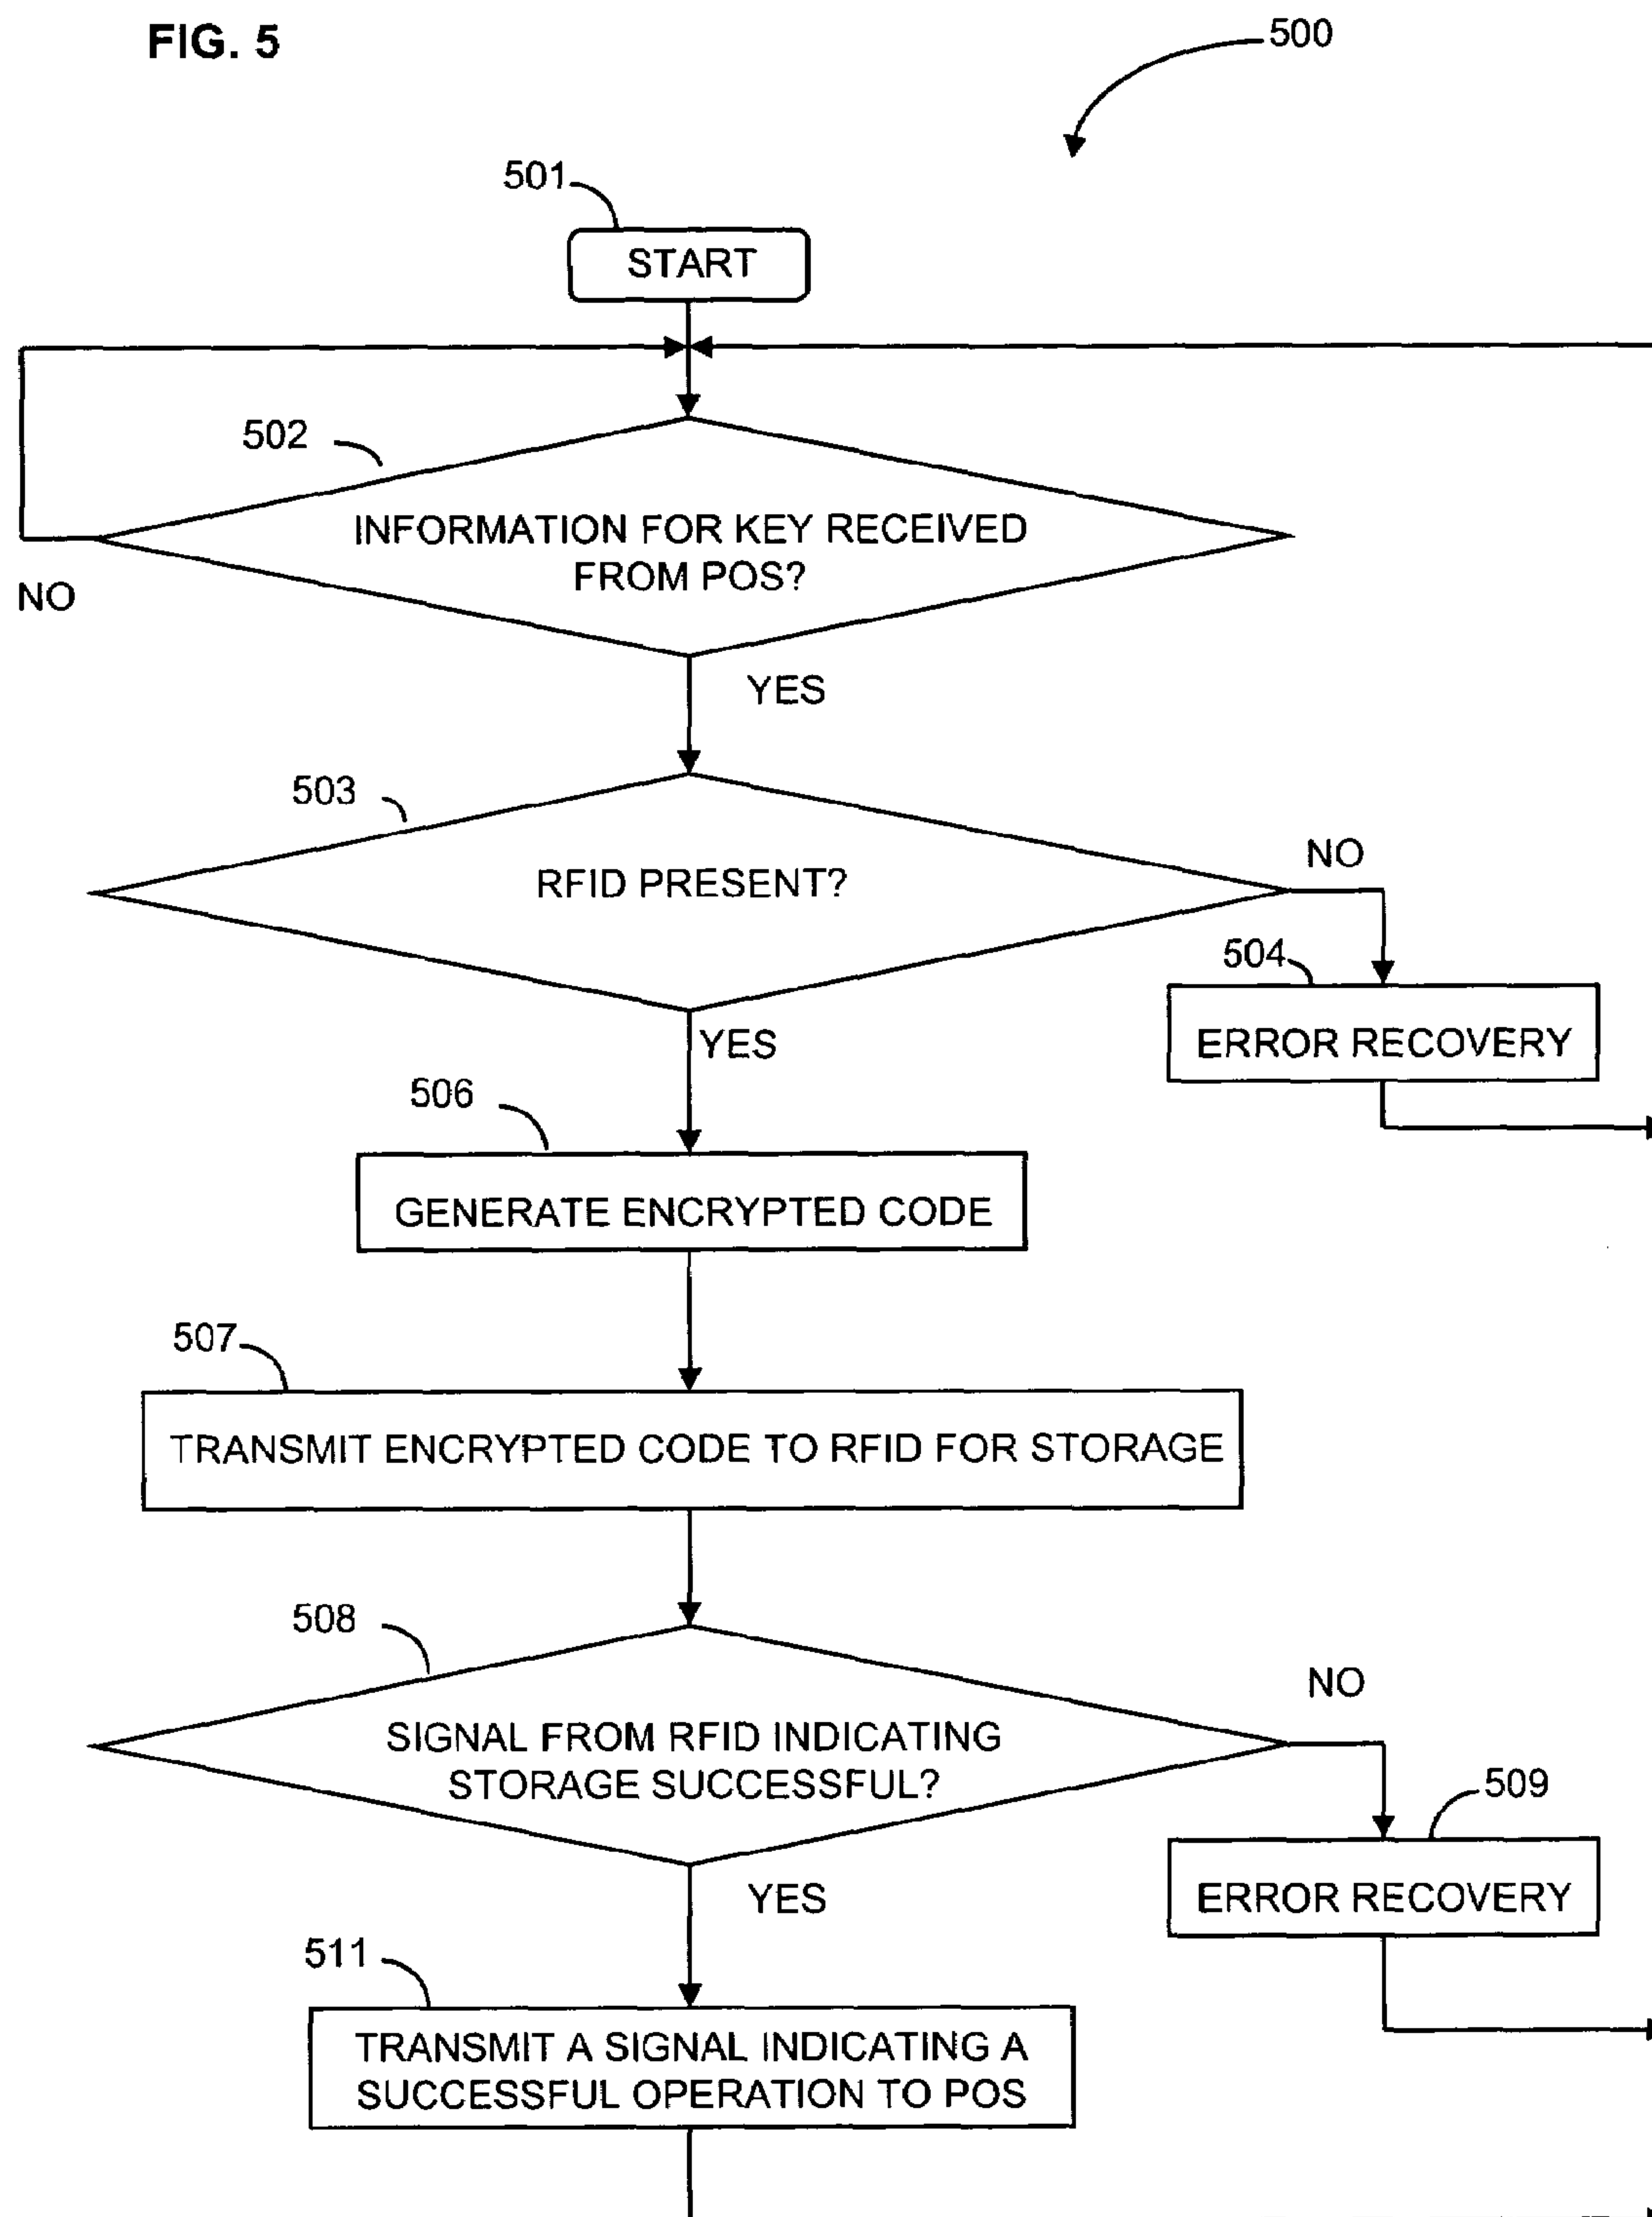 FIG. 5
500
501
START
502
INFORMATION FOR KEY RECEIVED
FROM POS?
NO
YES
503
RFID PRESENT?
NO
504
ERROR RECOVERY
YES
506
GENERATE ENCRYPTED CODE
507
TRANSMIT ENCRYPTED CODE TO RFID FOR STORAGE
508
SIGNAL FROM RFID INDICATING
STORAGE SUCCESSFUL?
NO
509
ERROR RECOVERY
YES
511
TRANSMIT A SIGNAL INDICATING A
SUCCESSFUL OPERATION TO POS